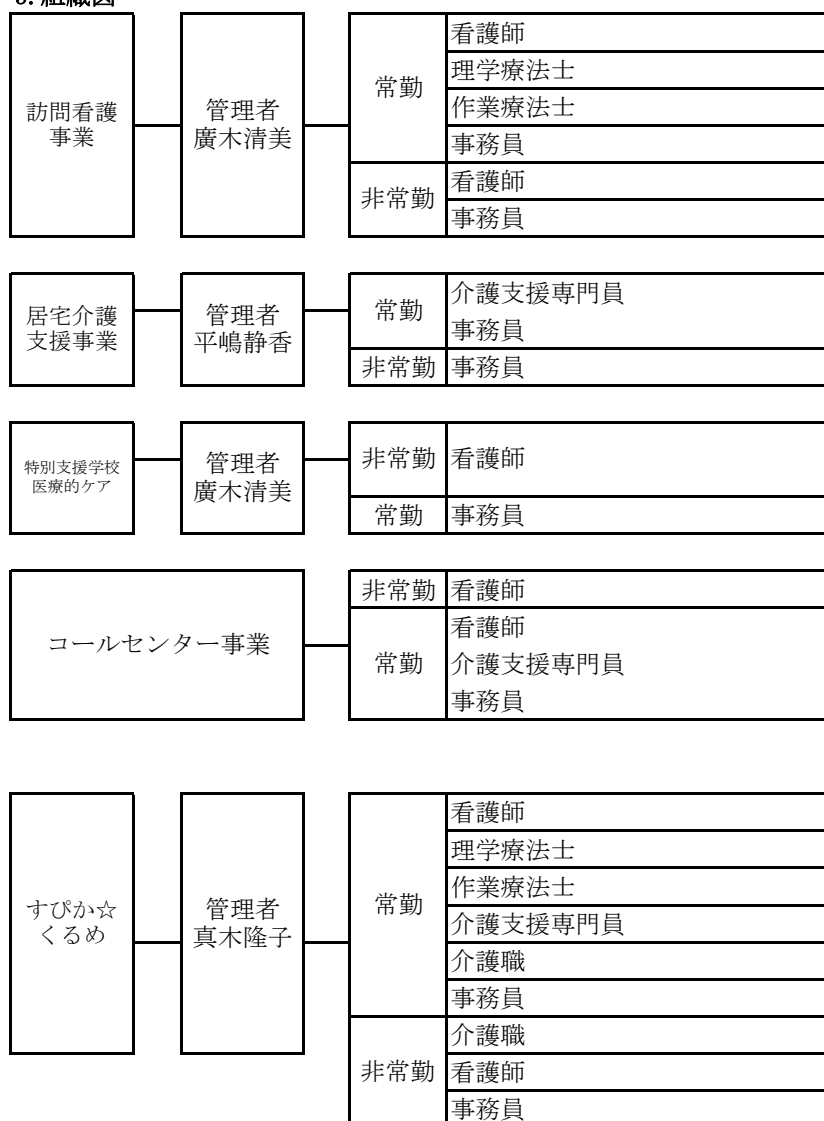 訪問看護
事業
管理者
廣木清美
常勤
看護師
理学療法士
作業療法士
事務員
非常勤
看護師
事務員
居宅介護
支援事業
管理者
平嶋静香
常勤
介護支援専門員
事務員
非常勤
事務員
特別支援学校
医療的ケア
管理者
廣木清美
非常勤
看護師
常勤
事務員
コールセンター事業
非常勤
看護師
常勤
看護師
介護支援専門員
事務員
すぴか☆
くるめ
管理者
真木隆子
常勤
看護師
理学療法士
作業療法士
介護支援専門員
介護職
事務員
非常勤
介護職
看護師
事務員